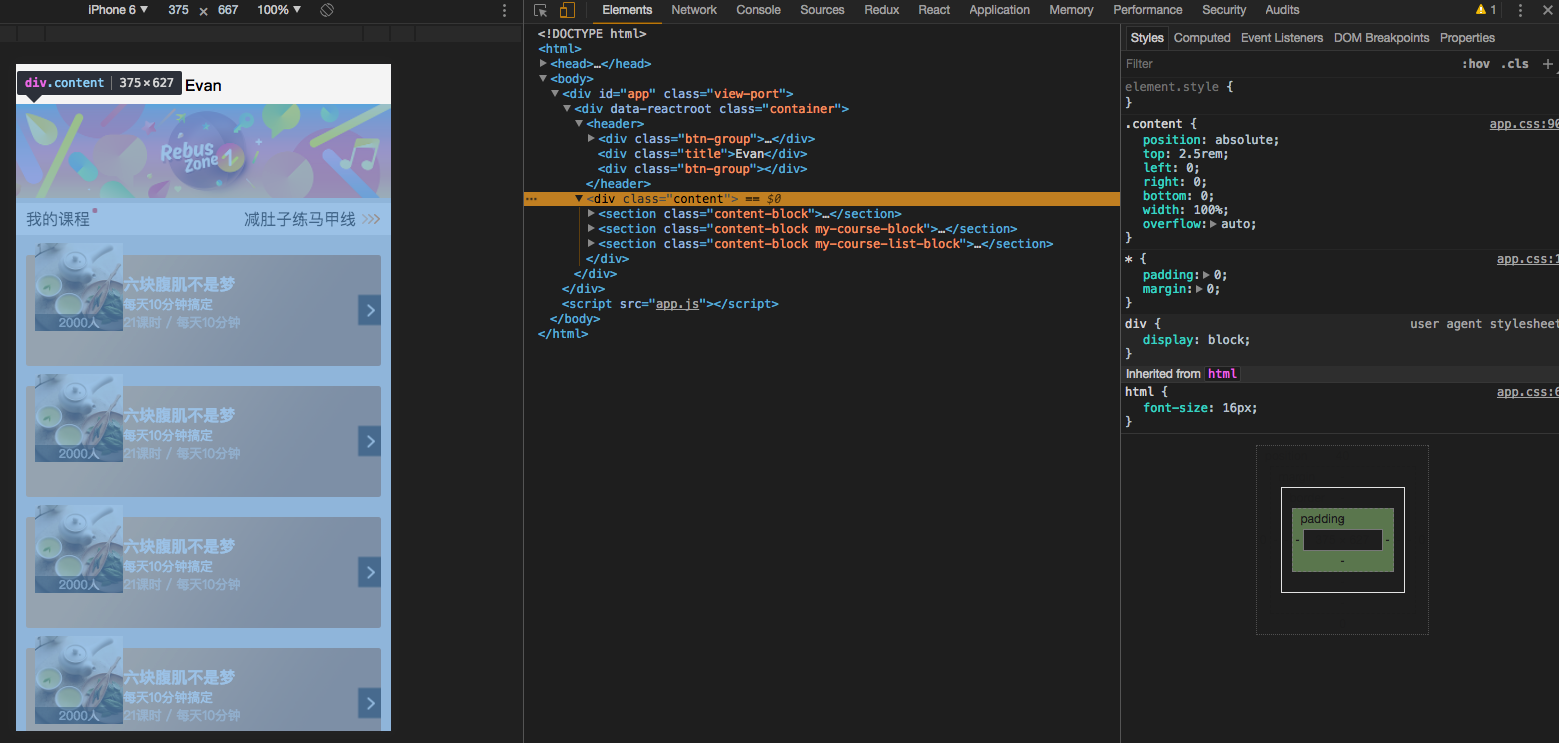 iPhone 6 ▼ 375 × 667 100% ▼
Elements Network Console Sources Redux React Application Memory Performance Security Audits 1
div.content 375×627
Evan
Rebus
Zone
我的课程 减肚子练马甲线
六块腹肌不是梦
每天10分钟搞定
21课时 / 每天10分钟
2000人
六块腹肌不是梦
每天10分钟搞定
21课时 / 每天10分钟
2000人
六块腹肌不是梦
每天10分钟搞定
21课时 / 每天10分钟
2000人
六块腹肌不是梦
每天10分钟搞定
21课时 / 每天10分钟
2000人
<!DOCTYPE html>
<html>
▶<head>…</head>
▼<body>
▼<div id="app" class="view-port">
▼<div data-reactroot class="container">
▼<header>
▶<div class="btn-group">…</div>
<div class="title">Evan</div>
<div class="btn-group"></div>
</header>
… ▼<div class="content"> == $0
▶<section class="content-block">…</section>
▶<section class="content-block my-course-block">…</section>
▶<section class="content-block my-course-list-block">…</section>
</div>
</div>
</div>
<script src="app.js"></script>
</body>
</html>
Styles Computed Event Listeners DOM Breakpoints Properties
Filter :hov .cls +
element.style {
}
.content { app.css:90
position: absolute;
top: 2.5rem;
left: 0;
right: 0;
bottom: 0;
width: 100%;
overflow:▶auto;
}
* { app.css:1
padding:▶0;
margin:▶0;
}
div { user agent stylesheet
display: block;
}
Inherited from html
html { app.css:6
font-size: 16px;
}
padding
- -
-